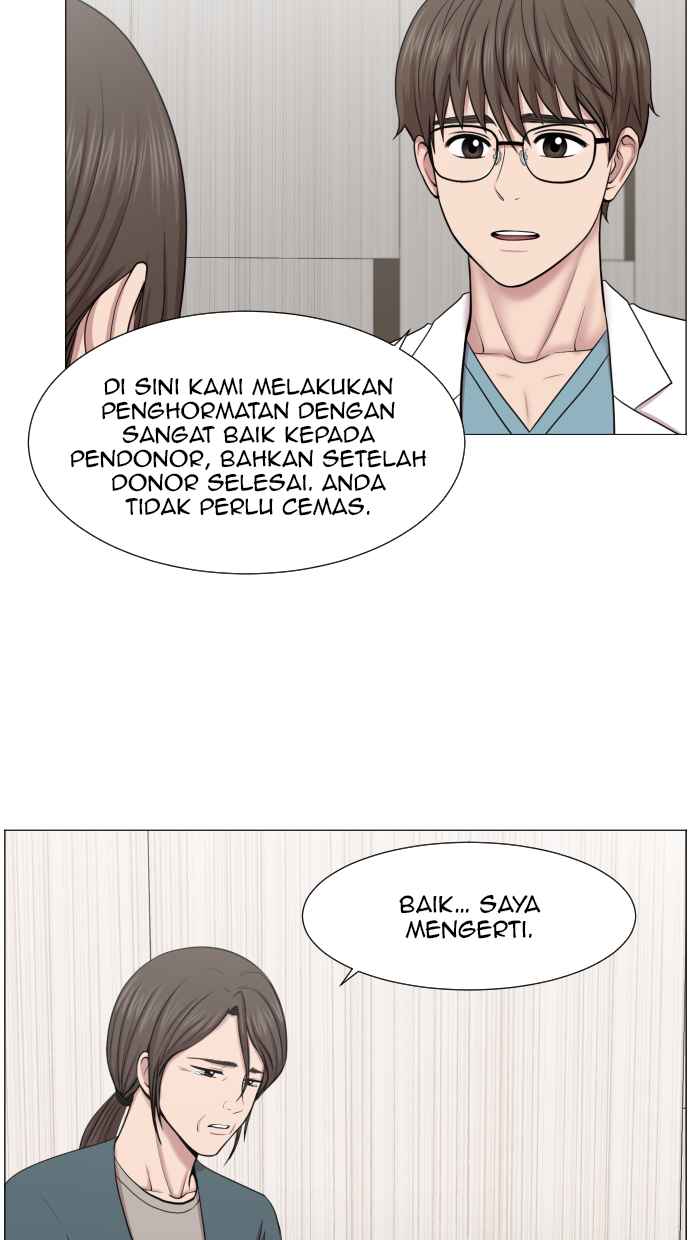 DI SINI KAMI MELAKUKAN
PENGHORMATAN DENGAN
SANGAT BAIK KEPADA
PENDONOR, BAHKAN SETELAH
DONOR SELESAI. ANDA
TIDAK PERLU CEMAS.
BAIK... SAYA
MENGERTI.